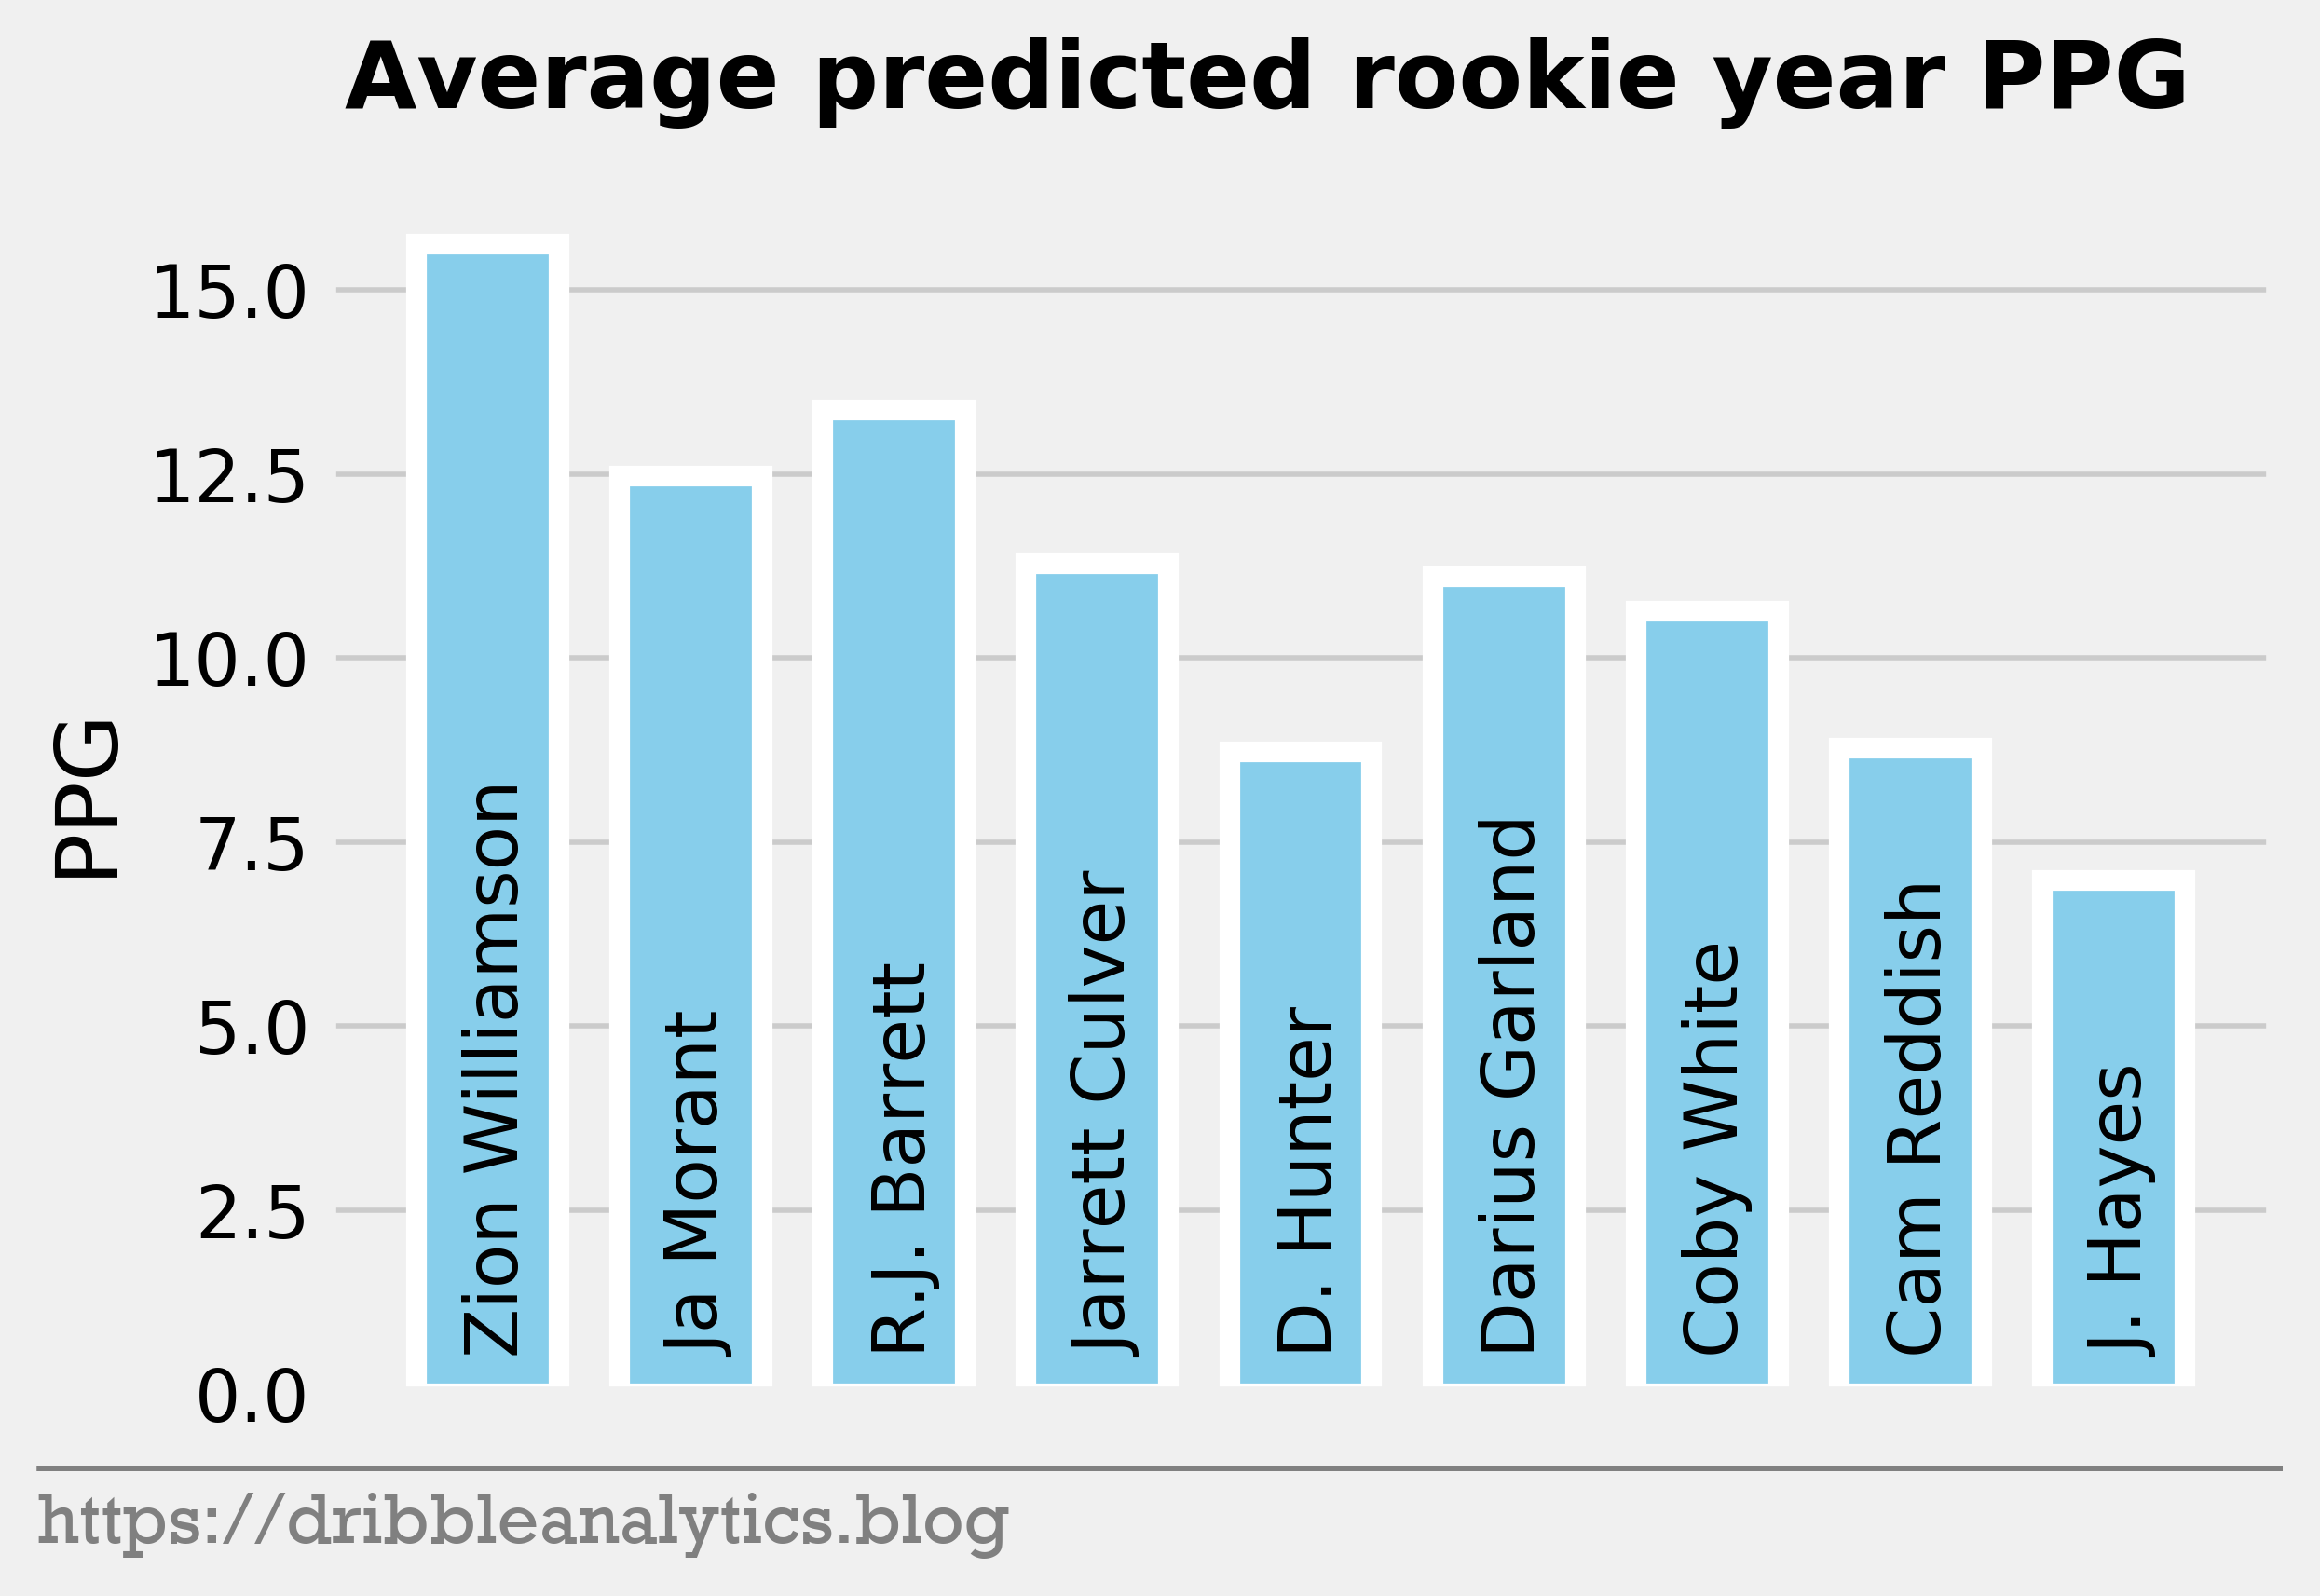 Average predicted rookie year PPG
PPG
15.0
12.5
10.0
7.5
5.0
2.5
0.0
Zion Williamson
Ja Morant
R.J. Barrett
Jarrett Culver
D. Hunter
Darius Garland
Coby White
Cam Reddish
J. Hayes
https://dribbleanalytics.blog